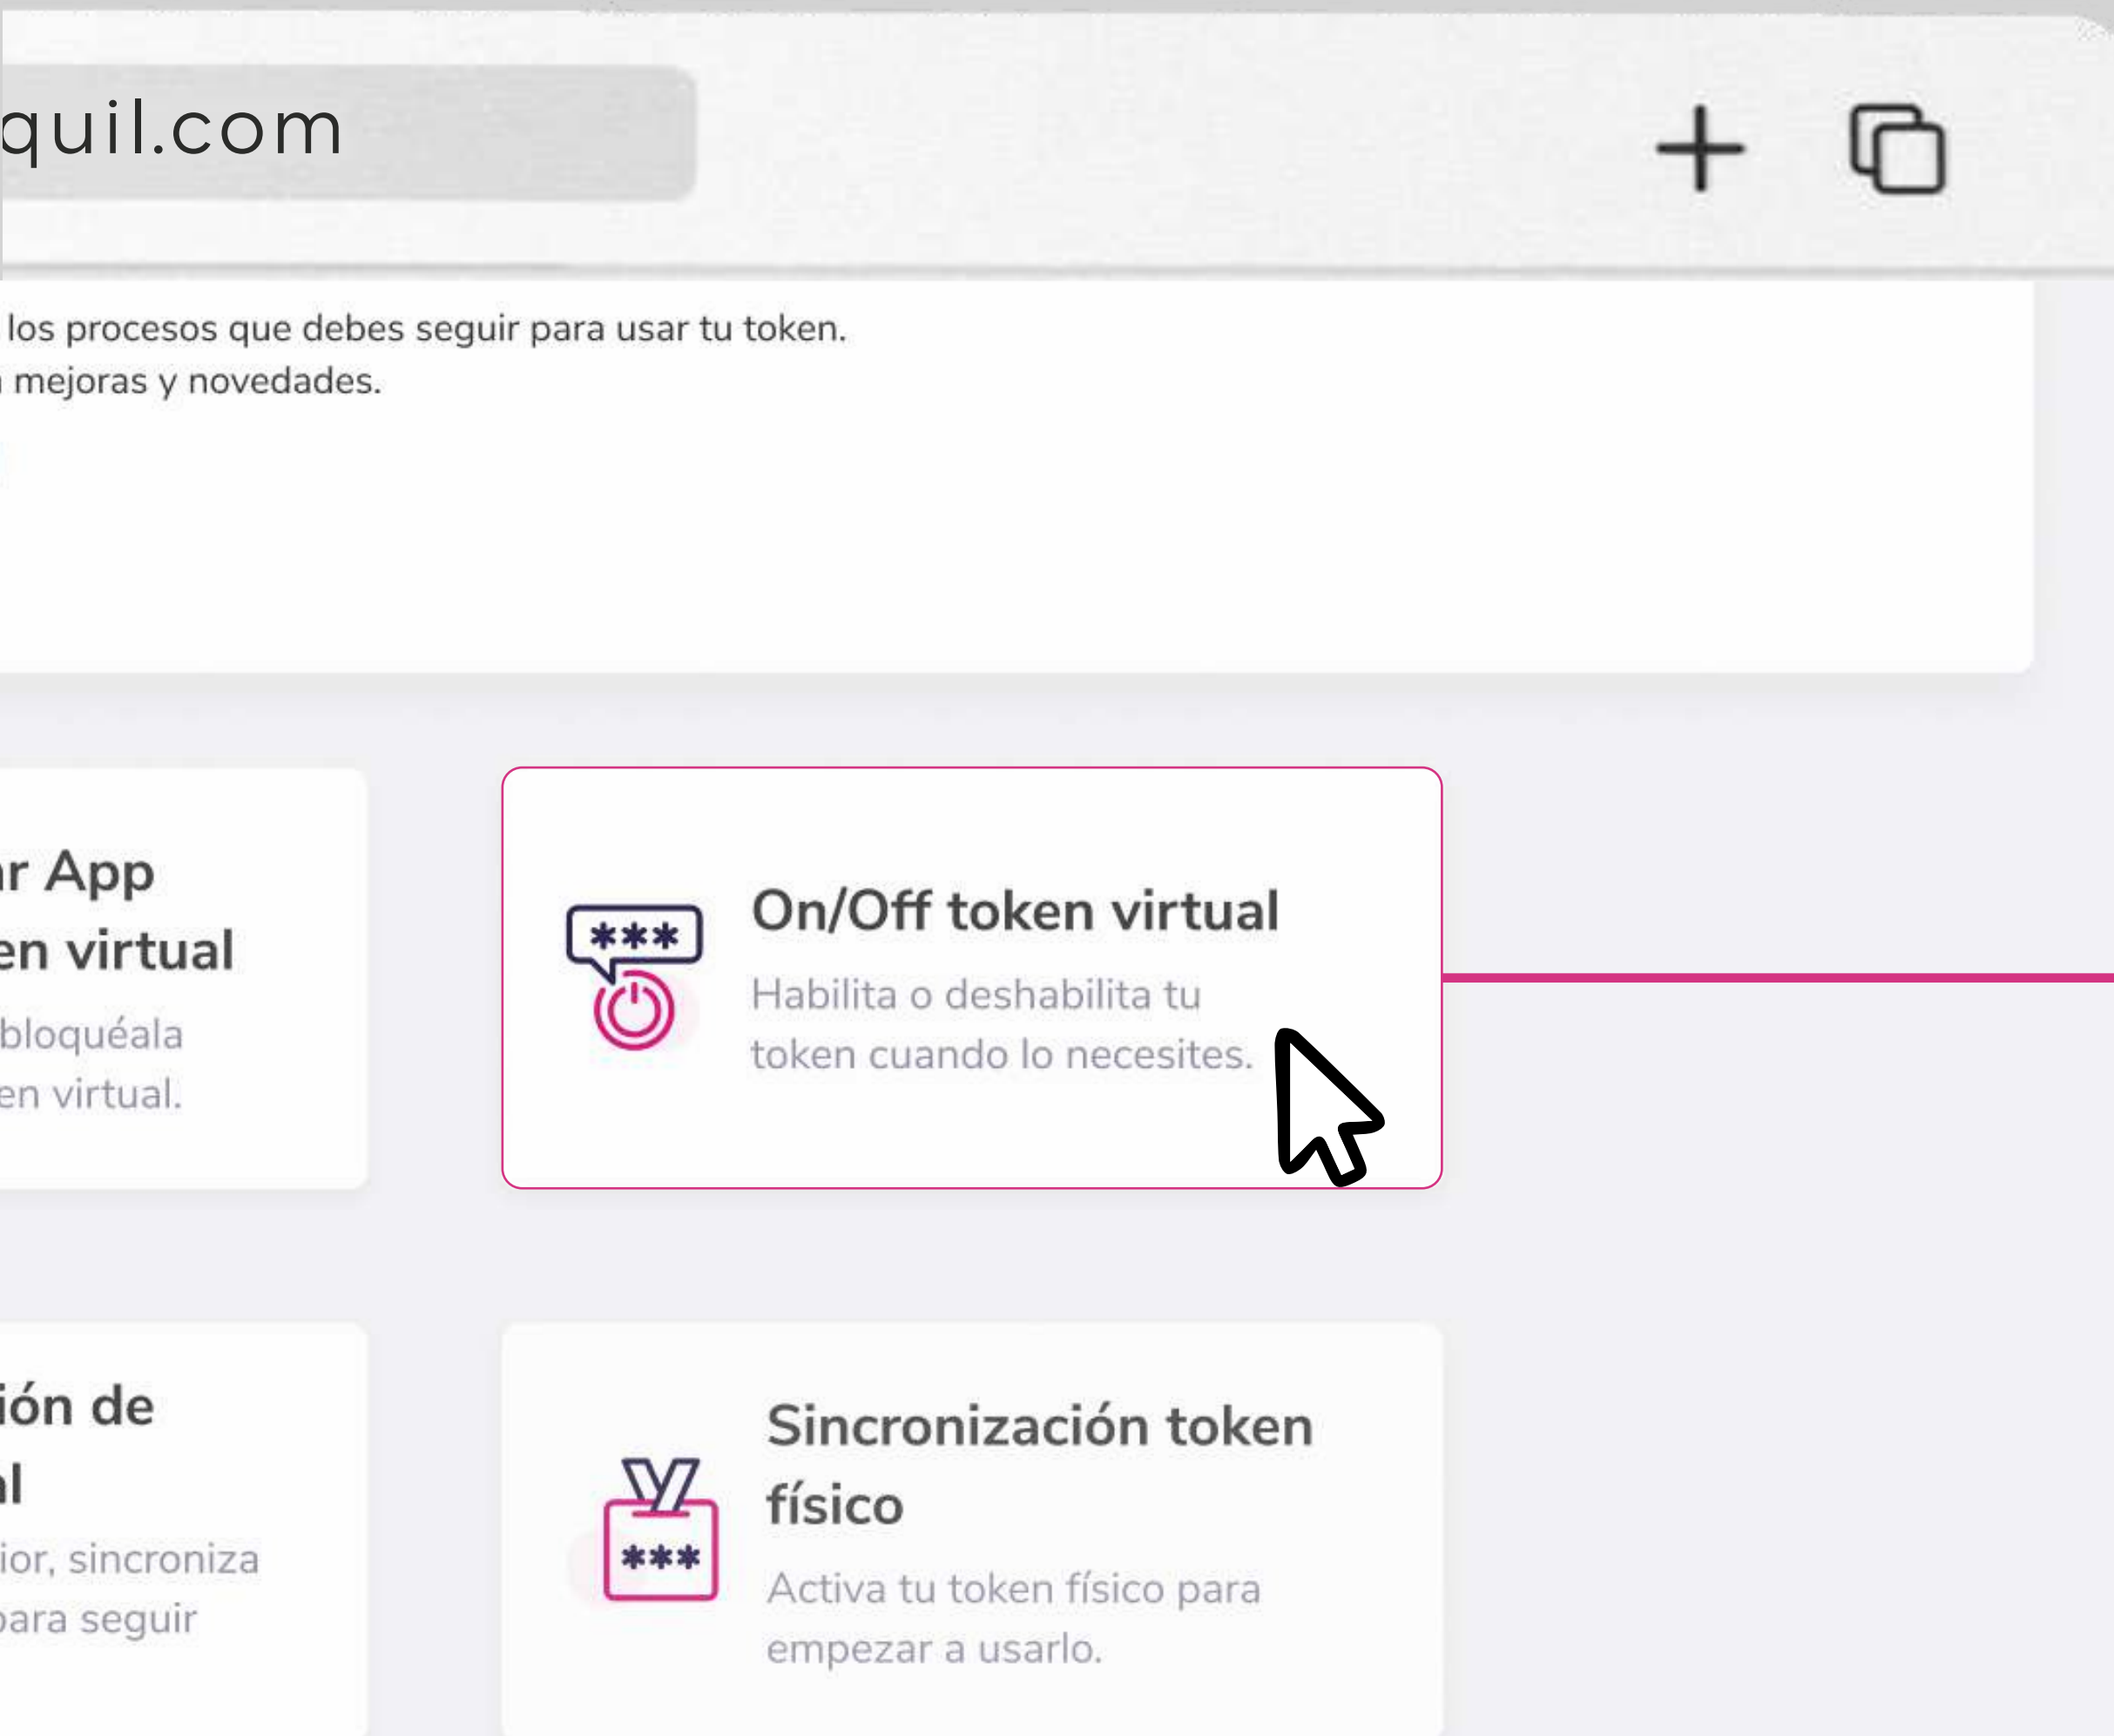 quil.com
los procesos que debes seguir para usar tu token.
mejoras y novedades.
App
virtual
On/Off token virtual
Habilita o deshabilita tu
token cuando lo necesites.
bloquéala
virtual.
de
Sincronización token
físico
sincroniza
seguir
Activa tu token físico para
empezar a usarlo.